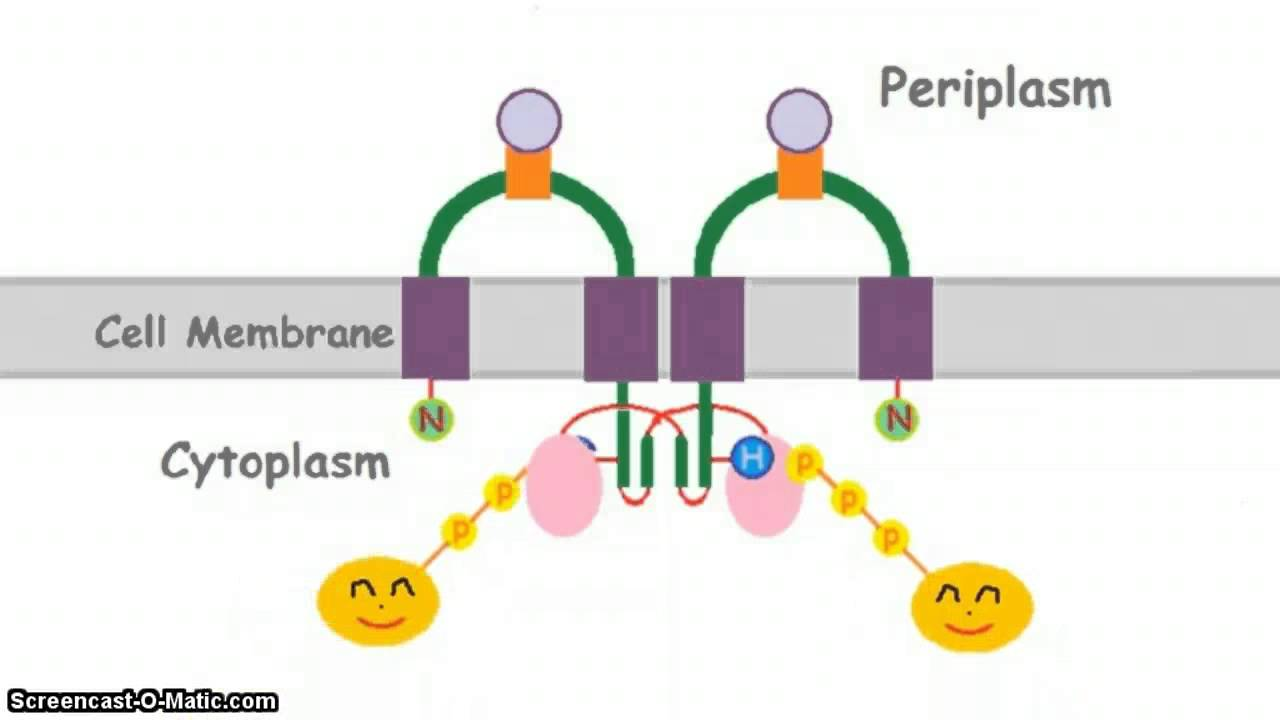 Periplasm
Cell Membrane
N
N
Cytoplasm
H
P
P
P
P
P
Screencast-O-Matic.com